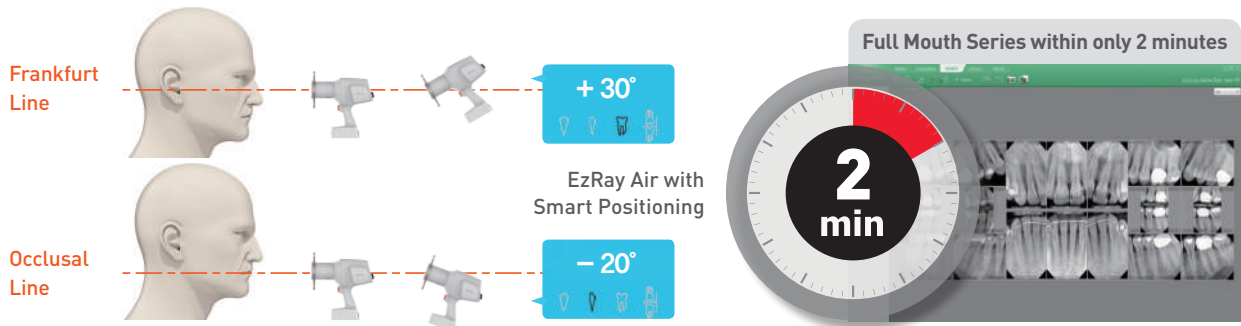 Frankfurt
Line
+ 30°
EzRay Air with
Smart Positioning
Occlusal
Line
− 20°
Full Mouth Series within only 2 minutes
2
min